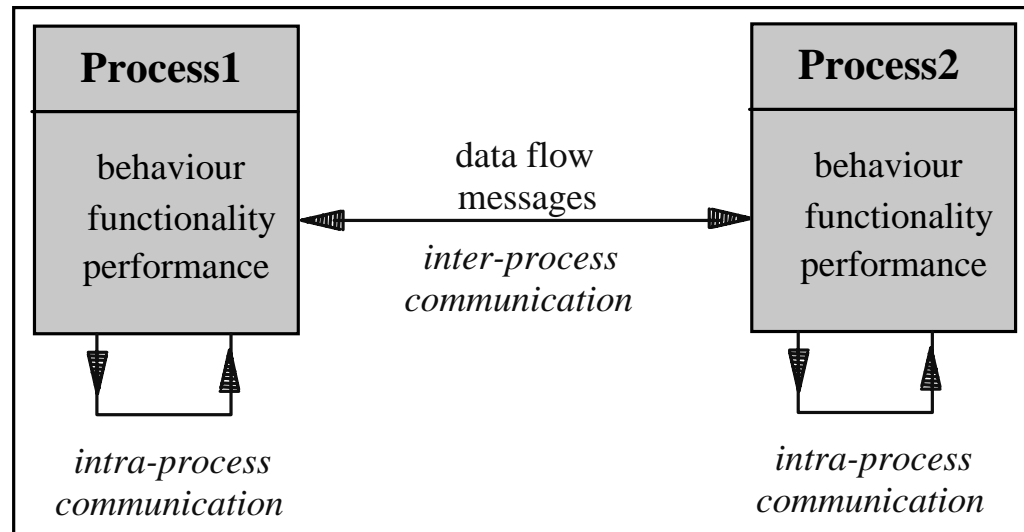 Process1
behaviour
functionality
performance
intra-process
communication
data flow
messages
inter-process
communication
Process2
behaviour
functionality
performance
intra-process
communication